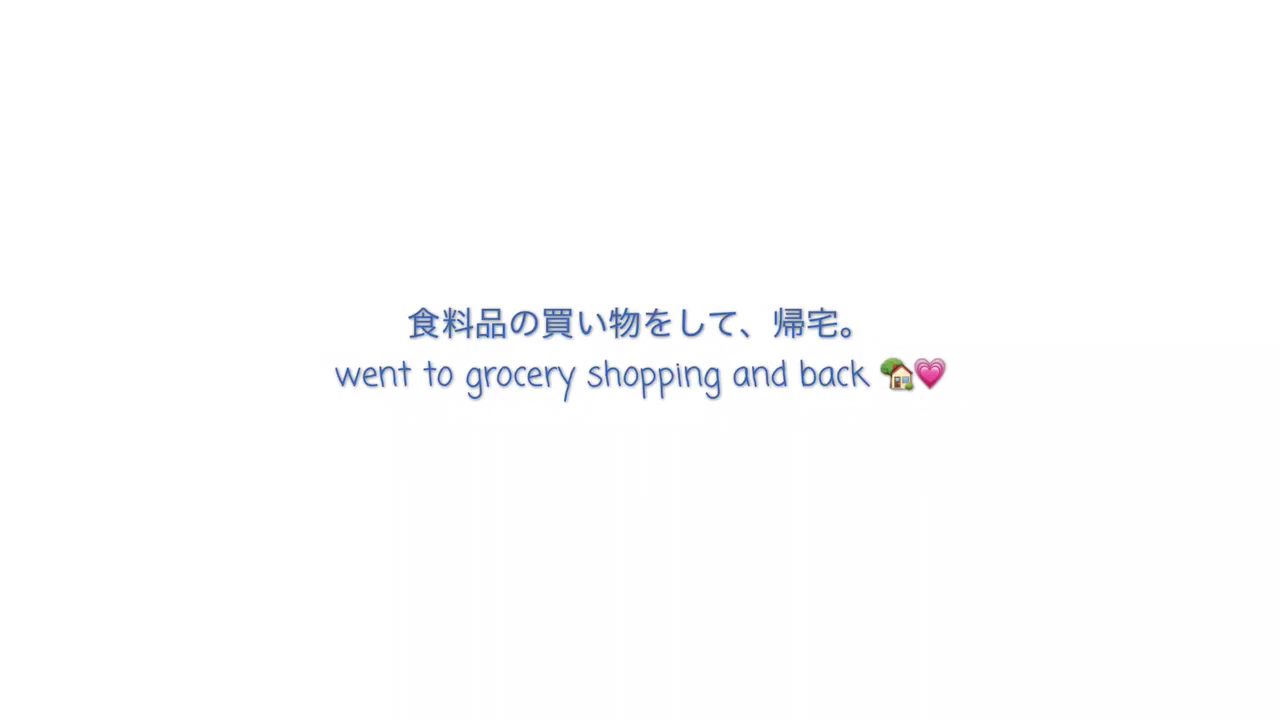 食料品の買い物をして、帰宅。
went to grocery shopping and back 🏡💗